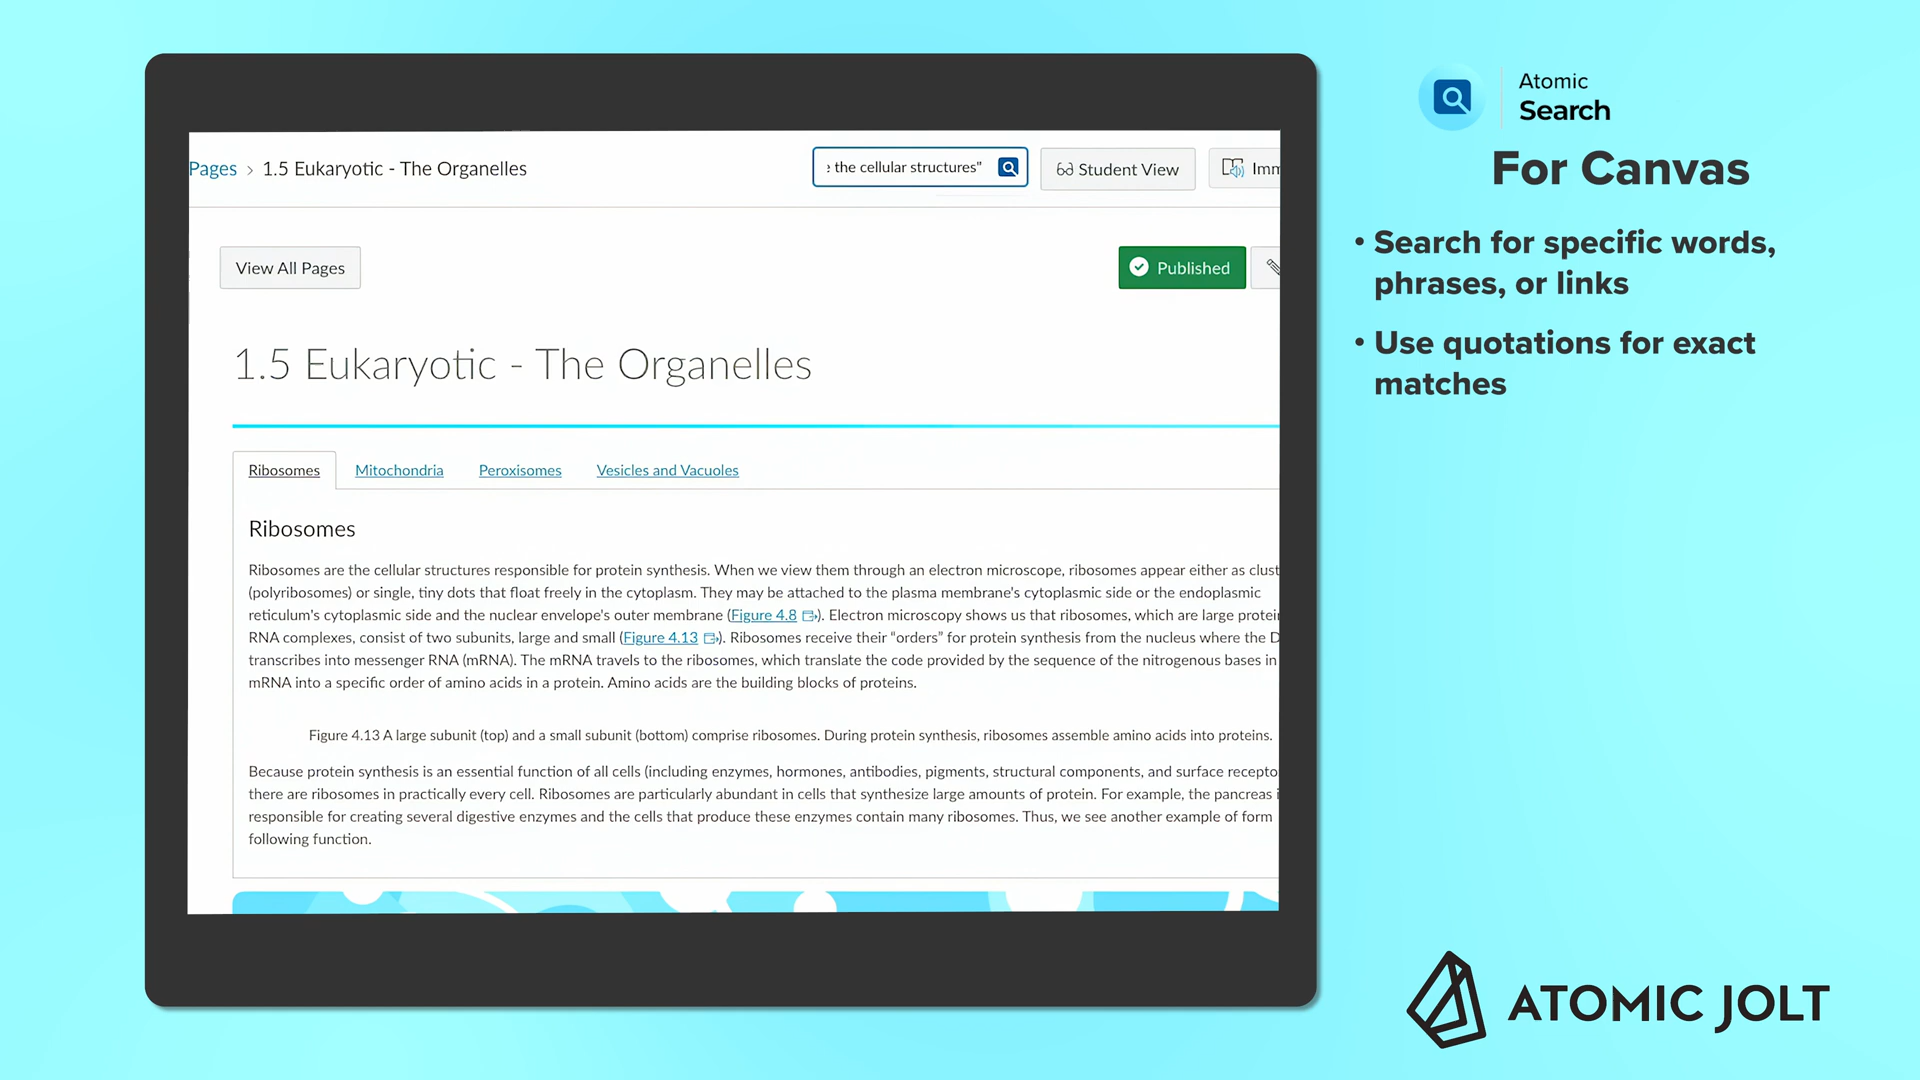 Pages > 1.5 Eukaryotic - The Organelles
the cellular structures"
Student View
View All Pages
Published
1.5 Eukaryotic - The Organelles
Ribosomes
Mitochondria
Peroxisomes
Vesicles and Vacuoles
Ribosomes
Ribosomes are the cellular structures responsible for protein synthesis. When we view them through an electron microscope, ribosomes appear either as
(polyribosomes) or single, tiny dots that float freely in the cytoplasm. They may be attached to the plasma membrane's cytoplasmic side or the endoplasmic
reticulum's cytoplasmic side and the nuclear envelope's outer membrane (Figure 4.8). Electron microscopy shows us that ribosomes, which are large
RNA complexes, consist of two subunits, large and small (Figure 4.13). Ribosomes receive their “orders” for protein synthesis from the nucleus where the
transcribes into messenger RNA (mRNA). The mRNA travels to the ribosomes, which translate the code provided by the sequence of the nitrogenous bases in
mRNA into a specific order of amino acids in a protein. Amino acids are the building blocks of proteins.
Figure 4.13 A large subunit (top) and a small subunit (bottom) comprise ribosomes. During protein synthesis, ribosomes assemble amino acids into proteins.
Because protein synthesis is an essential function of all cells (including enzymes, hormones, antibodies, pigments, structural components, and surface
there are ribosomes in practically every cell. Ribosomes are particularly abundant in cells that synthesize large amounts of protein. For example, the pancreas
responsible for creating several digestive enzymes and the cells that produce these enzymes contain many ribosomes. Thus, we see another example of form
following function.
Atomic
Search
For Canvas
• Search for specific words,
phrases, or links
• Use quotations for exact
matches
ATOMIC JOLT